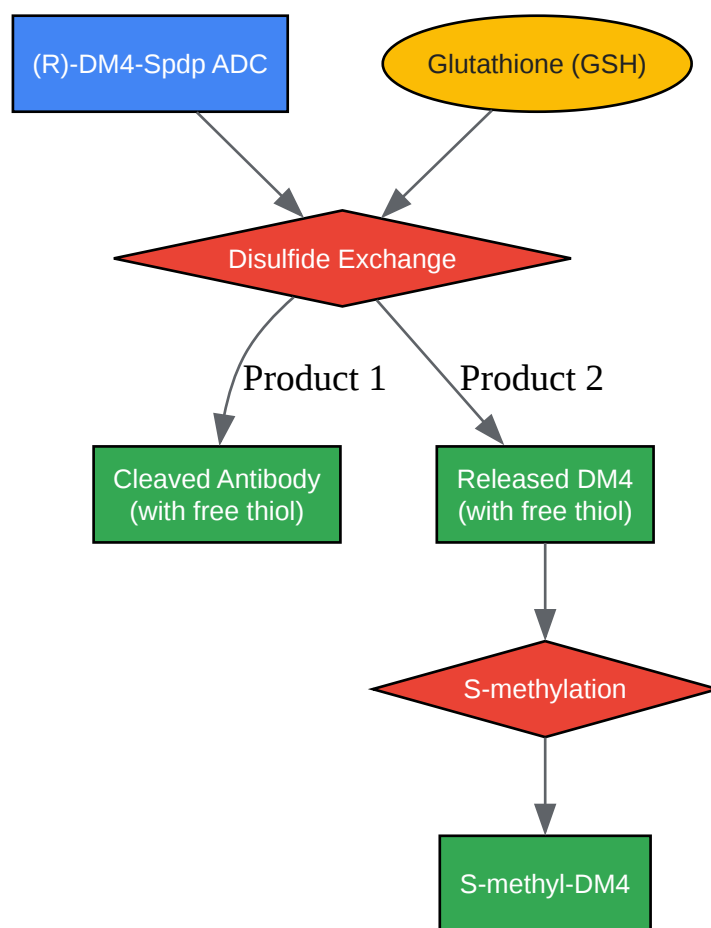 (R)-DM4-Spdp ADC
Glutathione (GSH)
Disulfide Exchange
Product 1
Product 2
Cleaved Antibody
(with free thiol)
Released DM4
(with free thiol)
S-methylation
S-methyl-DM4